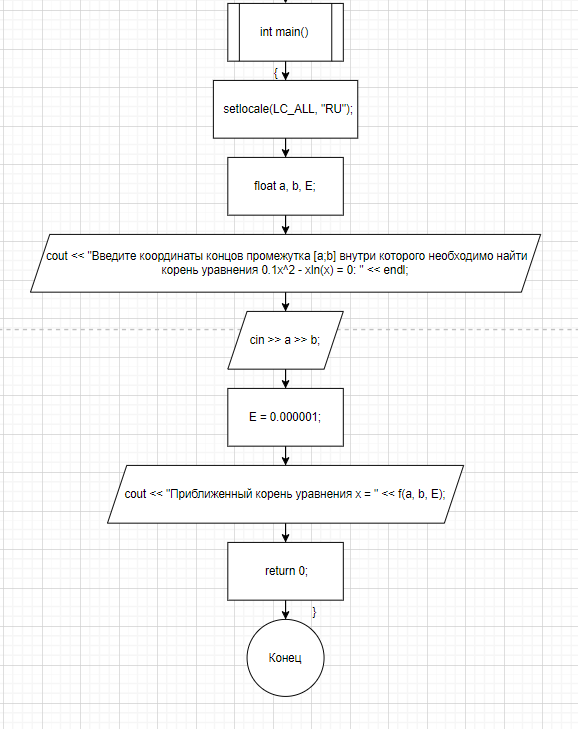 int main()
{
setlocale(LC_ALL, "RU");
float a, b, E;
cout << "Введите координаты концов промежутка [a;b] внутри которого необходимо найти
корень уравнения 0.1x^2 - xln(x) = 0: " << endl;
cin >> a >> b;
E = 0.000001;
cout << "Приближенный корень уравнения x = " << f(a, b, E);
return 0;
}
Конец